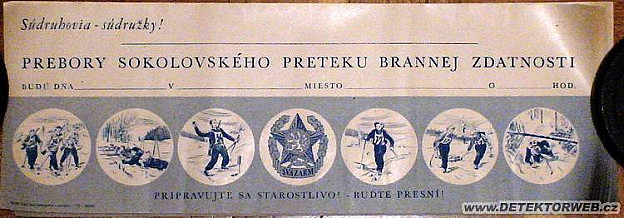 Súdruhovia - súdružky!
PREBORY SOKOLOVSKÉHO PRETEKU BRANNEJ ZDATNOSTI
BUDÚ DŇA V MIESTO O HOD.
SVAZARM
PRIPRAVUJTE SA STAROSTLIVO! - BUĎTE PRESNÍ!
www.DETEKTORWEB.cz